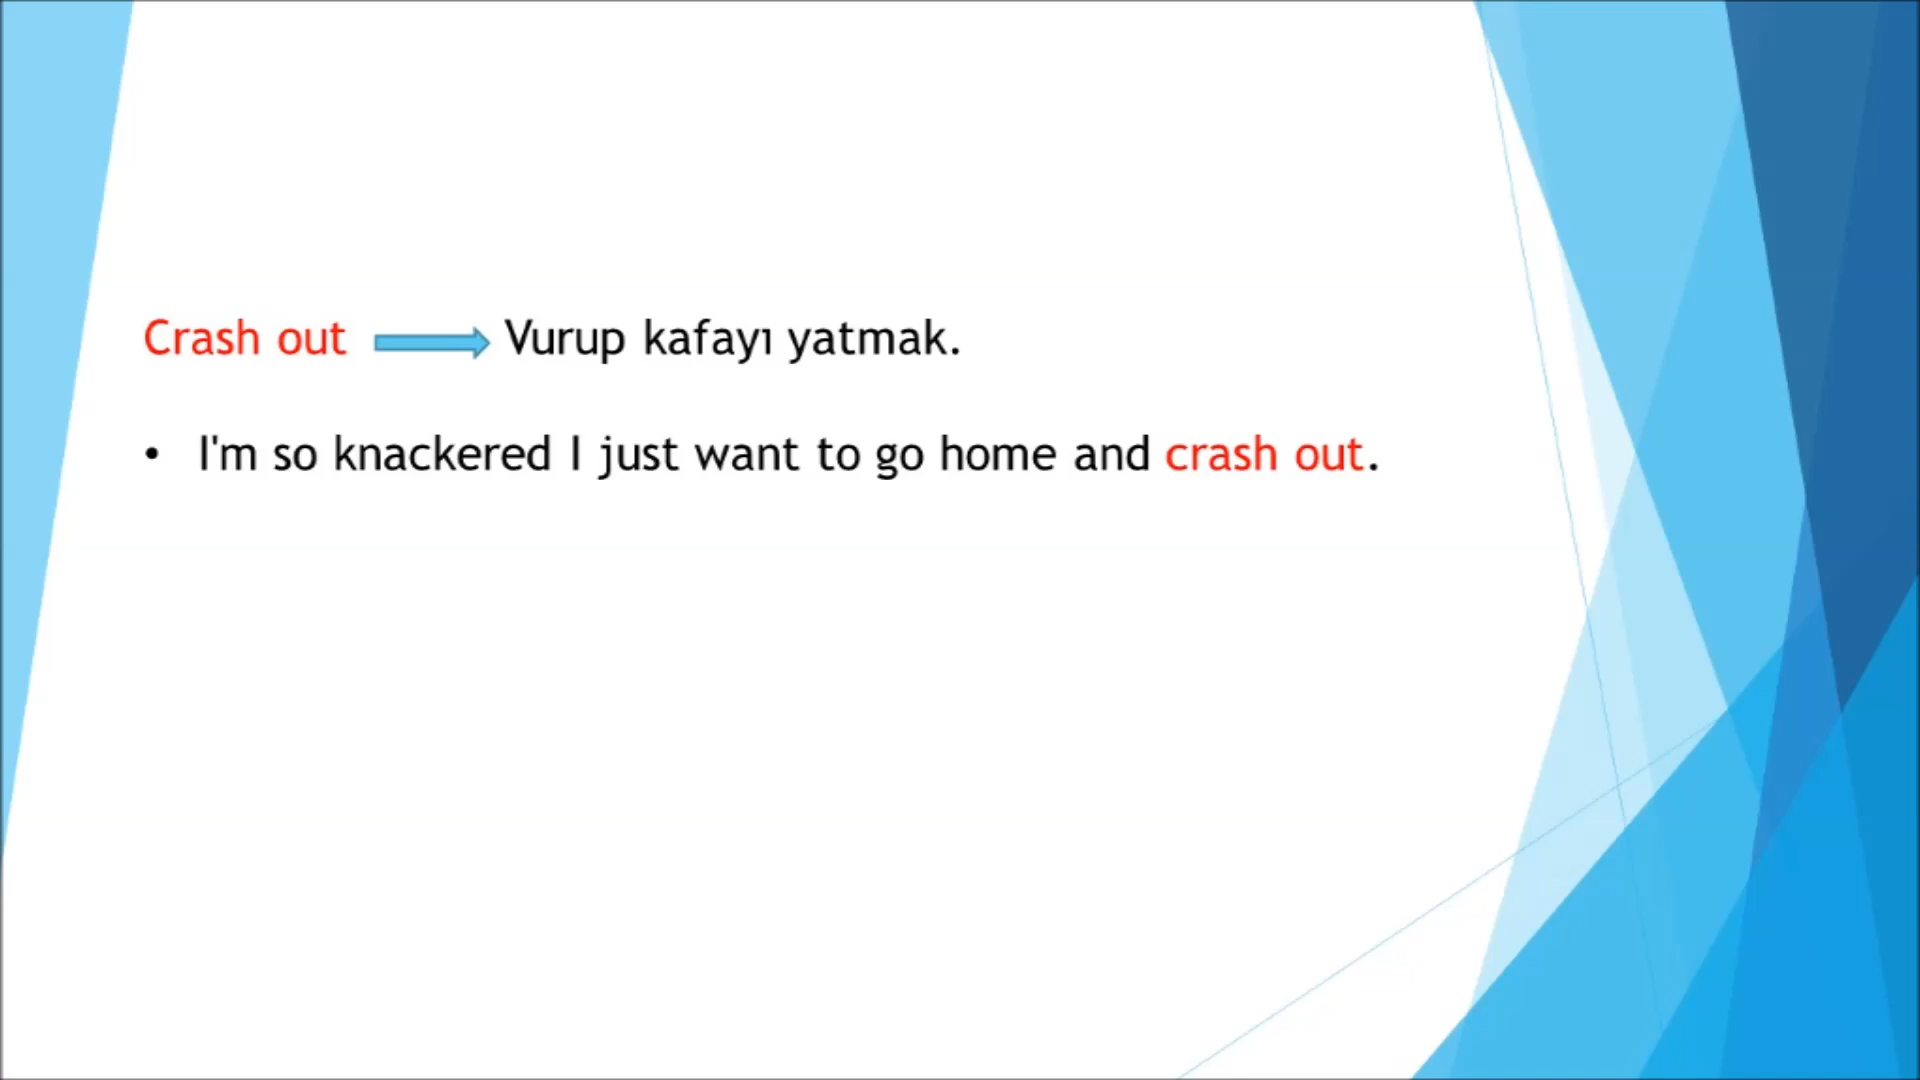 Crash out Vurup kafayı yatmak.
• I'm so knackered I just want to go home and crash out.